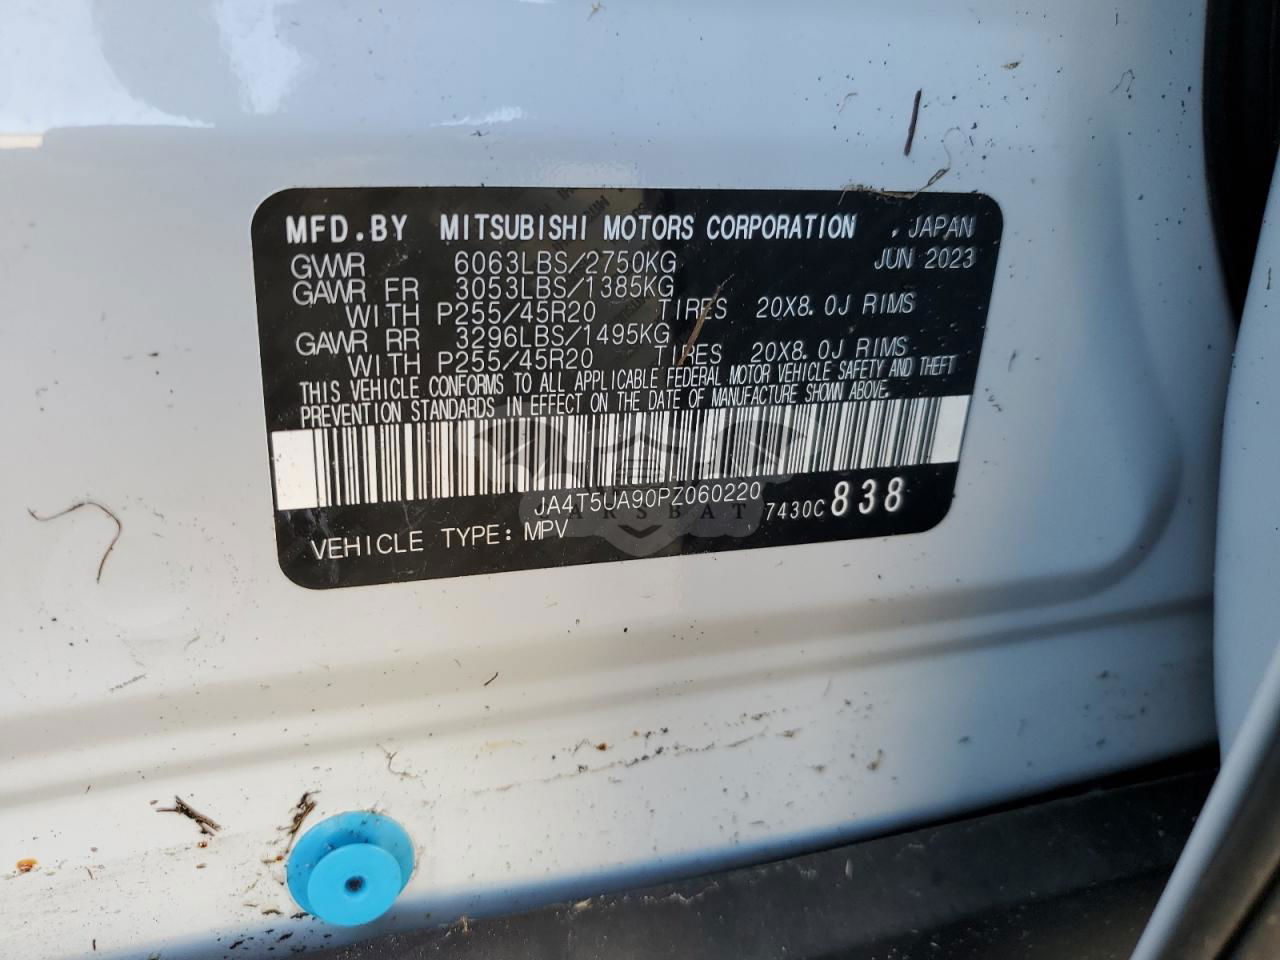 MFD.BY MITSUBISHI MOTORS CORPORATION , JAPAN
GVWR 6063LBS/2750KG JUN 2023
GAWR FR 3053LBS/1385KG
WITH P255/45R20 TIRES 20X8.0J RIMS
GAWR RR 3296LBS/1495KG
WITH P255/45R20 TIRES 20X8.0J RIMS
THIS VEHICLE CONFORMS TO ALL APPLICABLE FEDERAL MOTOR VEHICLE SAFETY AND THEFT
PREVENTION STANDARDS IN EFFECT ON THE DATE OF MANUFACTURE SHOWN ABOVE.
JA4T5UA90PZ060220 7430C 838
CARSBAT
VEHICLE TYPE: MPV